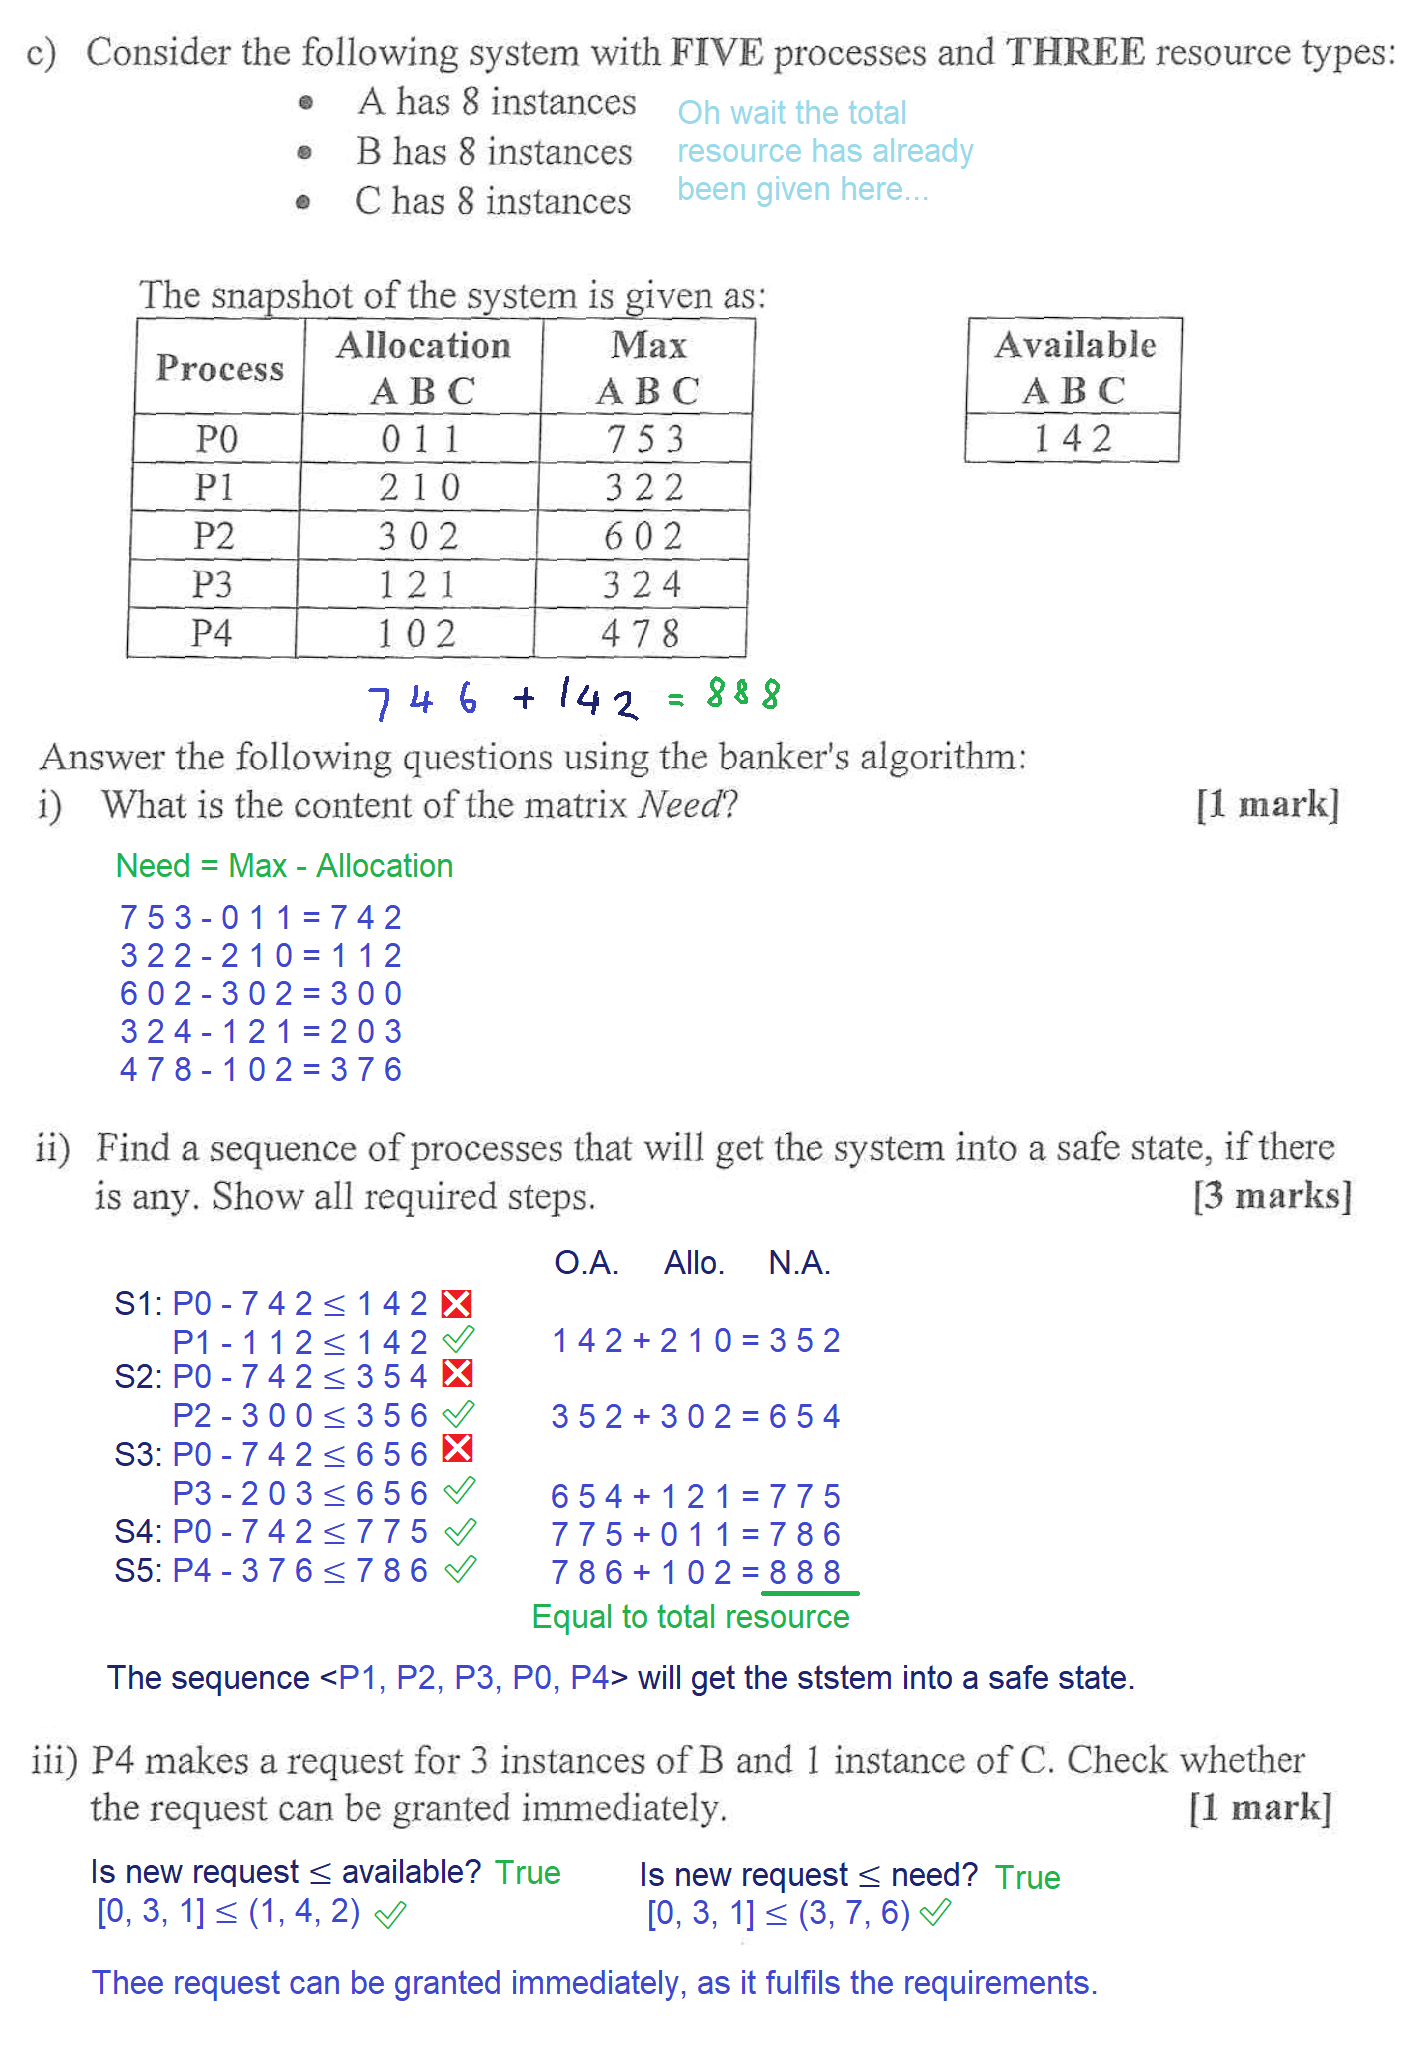 c) Consider the following system with FIVE processes and THREE resource types:
• A has 8 instances
• B has 8 instances
• C has 8 instances
Oh wait the total
resource has already
been given here...
The snapshot of the system is given as:
Process Allocation Max
A B C A B C
P0 0 1 1 7 5 3
P1 2 1 0 3 2 2
P2 3 0 2 6 0 2
P3 1 2 1 3 2 4
P4 1 0 2 4 7 8
Available
A B C
1 4 2
7 4 6 + 1 4 2 = 8 8 8
Answer the following questions using the banker's algorithm:
i) What is the content of the matrix Need? [1 mark]
Need = Max - Allocation
7 5 3 - 0 1 1 = 7 4 2
3 2 2 - 2 1 0 = 1 1 2
6 0 2 - 3 0 2 = 3 0 0
3 2 4 - 1 2 1 = 2 0 3
4 7 8 - 1 0 2 = 3 7 6
ii) Find a sequence of processes that will get the system into a safe state, if there
is any. Show all required steps. [3 marks]
O.A. Allo. N.A.
S1: P0 - 7 4 2 ≤ 1 4 2
P1 - 1 1 2 ≤ 1 4 2 1 4 2 + 2 1 0 = 3 5 2
S2: P0 - 7 4 2 ≤ 3 5 4
P2 - 3 0 0 ≤ 3 5 6 3 5 2 + 3 0 2 = 6 5 4
S3: P0 - 7 4 2 ≤ 6 5 6
P3 - 2 0 3 ≤ 6 5 6 6 5 4 + 1 2 1 = 7 7 5
S4: P0 - 7 4 2 ≤ 7 7 5 7 7 5 + 0 1 1 = 7 8 6
S5: P4 - 3 7 6 ≤ 7 8 6 7 8 6 + 1 0 2 = 8 8 8
Equal to total resource
The sequence <P1, P2, P3, P0, P4> will get the ststem into a safe state.
iii) P4 makes a request for 3 instances of B and 1 instance of C. Check whether
the request can be granted immediately. [1 mark]
Is new request ≤ available? True Is new request ≤ need? True
[0, 3, 1] ≤ (1, 4, 2) [0, 3, 1] ≤ (3, 7, 6)
Thee request can be granted immediately, as it fulfils the requirements.